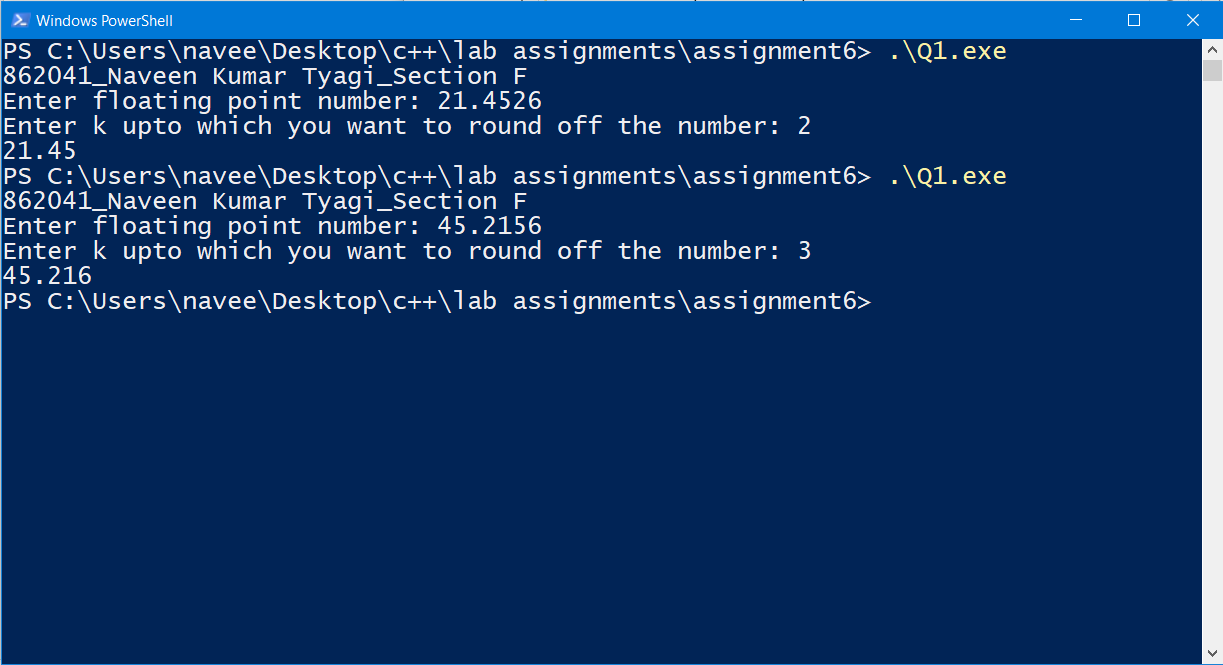 Windows PowerShell
PS C:\Users\navee\Desktop\c++\lab assignments\assignment6> .\Q1.exe
862041_Naveen Kumar Tyagi_Section F
Enter floating point number: 21.4526
Enter k upto which you want to round off the number: 2
21.45
PS C:\Users\navee\Desktop\c++\lab assignments\assignment6> .\Q1.exe
862041_Naveen Kumar Tyagi_Section F
Enter floating point number: 45.2156
Enter k upto which you want to round off the number: 3
45.216
PS C:\Users\navee\Desktop\c++\lab assignments\assignment6>